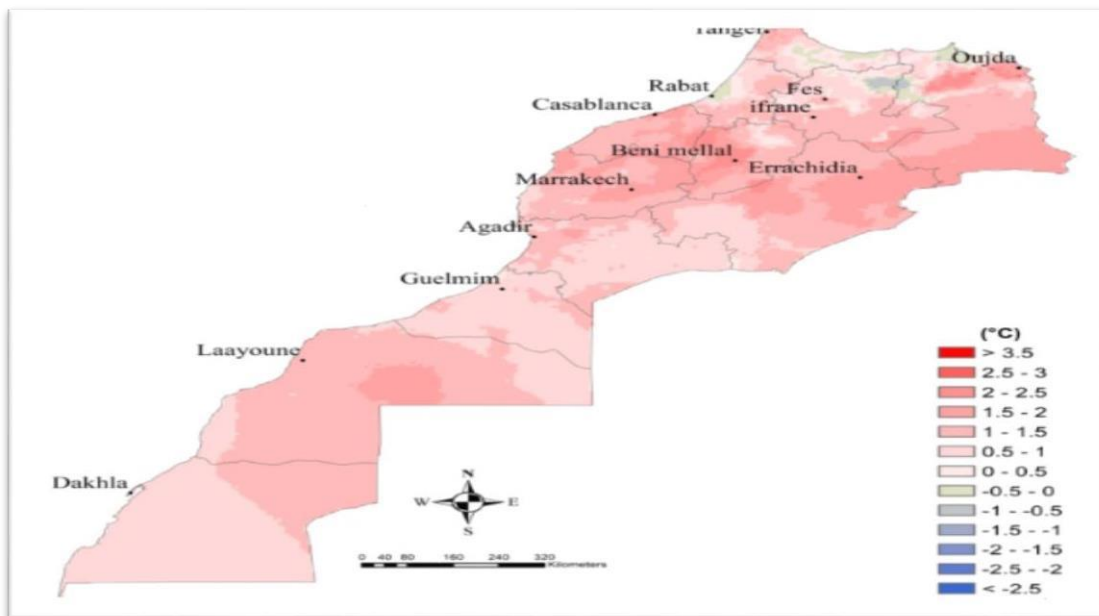 Tanger
Oujda
Rabat
Fes
Casablanca
ifrane
Beni mellal
Errachidia
Marrakech
Agadir
Guelmim
Laayoune
Dakhla
N
W E
S
0 40 80 160 240 320
Kilometers
(°C)
> 3.5
2.5 - 3
2 - 2.5
1.5 - 2
1 - 1.5
0.5 - 1
0 - 0.5
-0.5 - 0
-1 - -0.5
-1.5 - -1
-2 - -1.5
-2.5 - -2
< -2.5